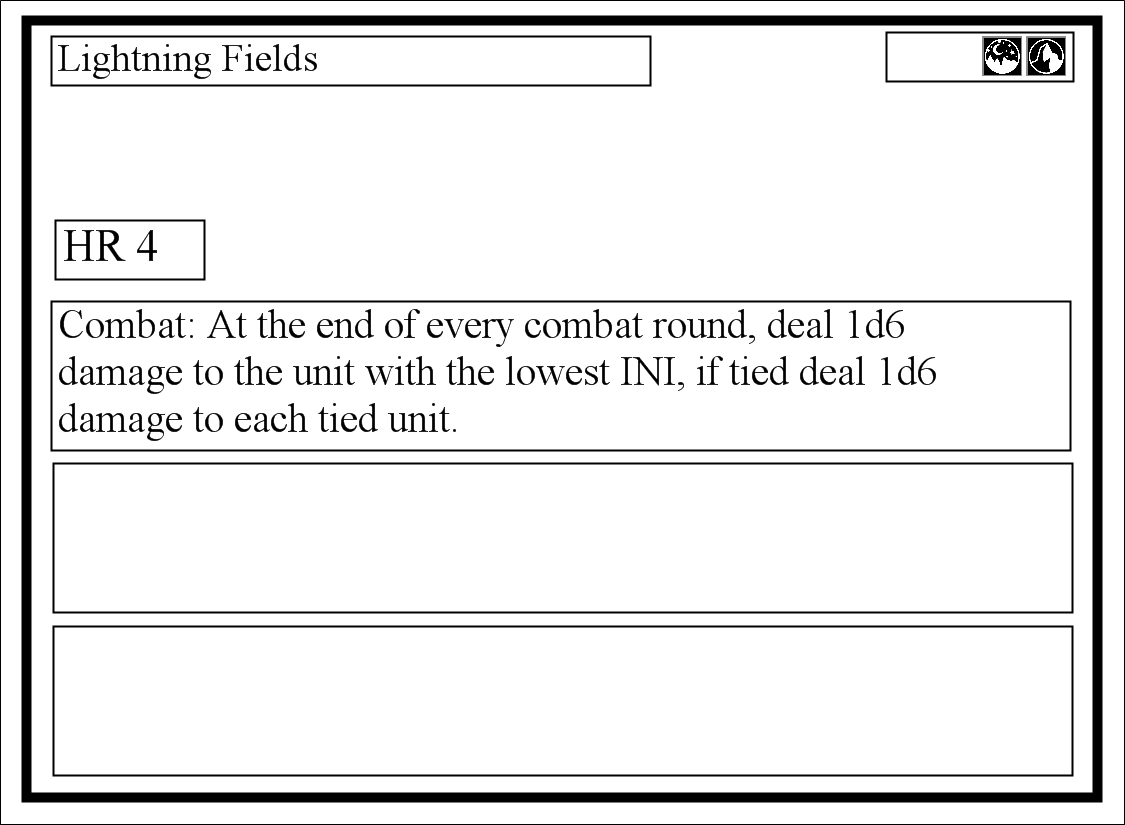 Lightning Fields
HR 4
Combat: At the end of every combat round, deal 1d6
damage to the unit with the lowest INI, if tied deal 1d6
damage to each tied unit.